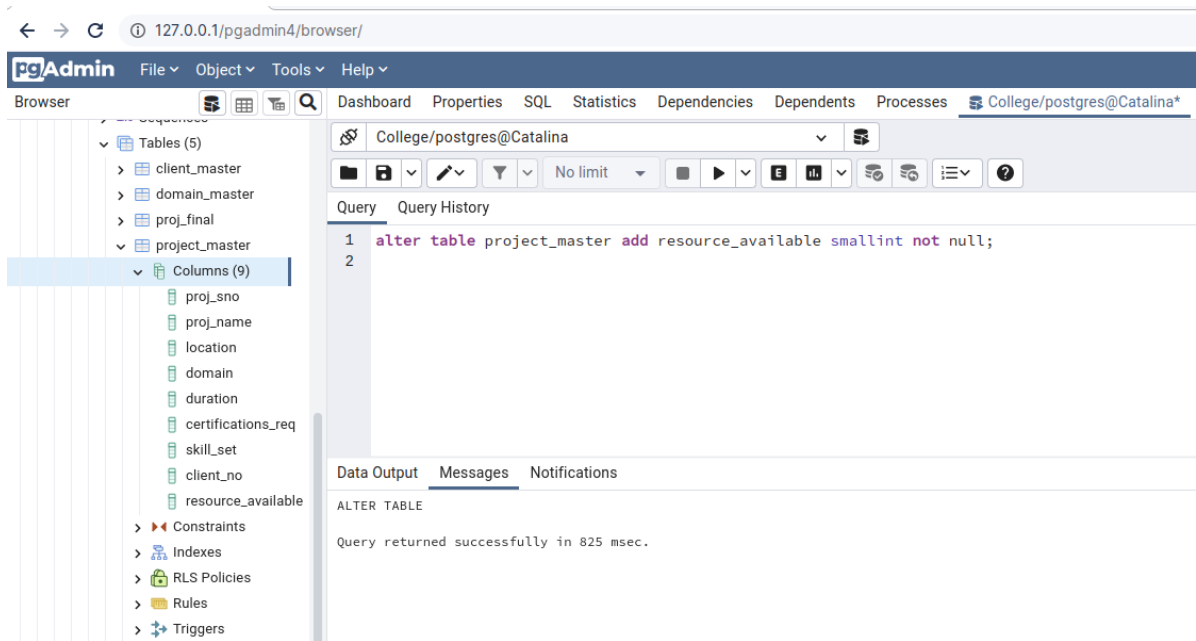 127.0.0.1/pgadmin4/browser/
pgAdmin File Object Tools Help
Browser
Dashboard Properties SQL Statistics Dependencies Dependents Processes College/postgres@Catalina*
Tables (5)
client_master
domain_master
proj_final
project_master
Columns (9)
proj_sno
proj_name
location
domain
duration
certifications_req
skill_set
client_no
resource_available
Constraints
Indexes
RLS Policies
Rules
Triggers
College/postgres@Catalina
No limit
E
Query Query History
1 alter table project_master add resource_available smallint not null;
2
Data Output Messages Notifications
ALTER TABLE
Query returned successfully in 825 msec.